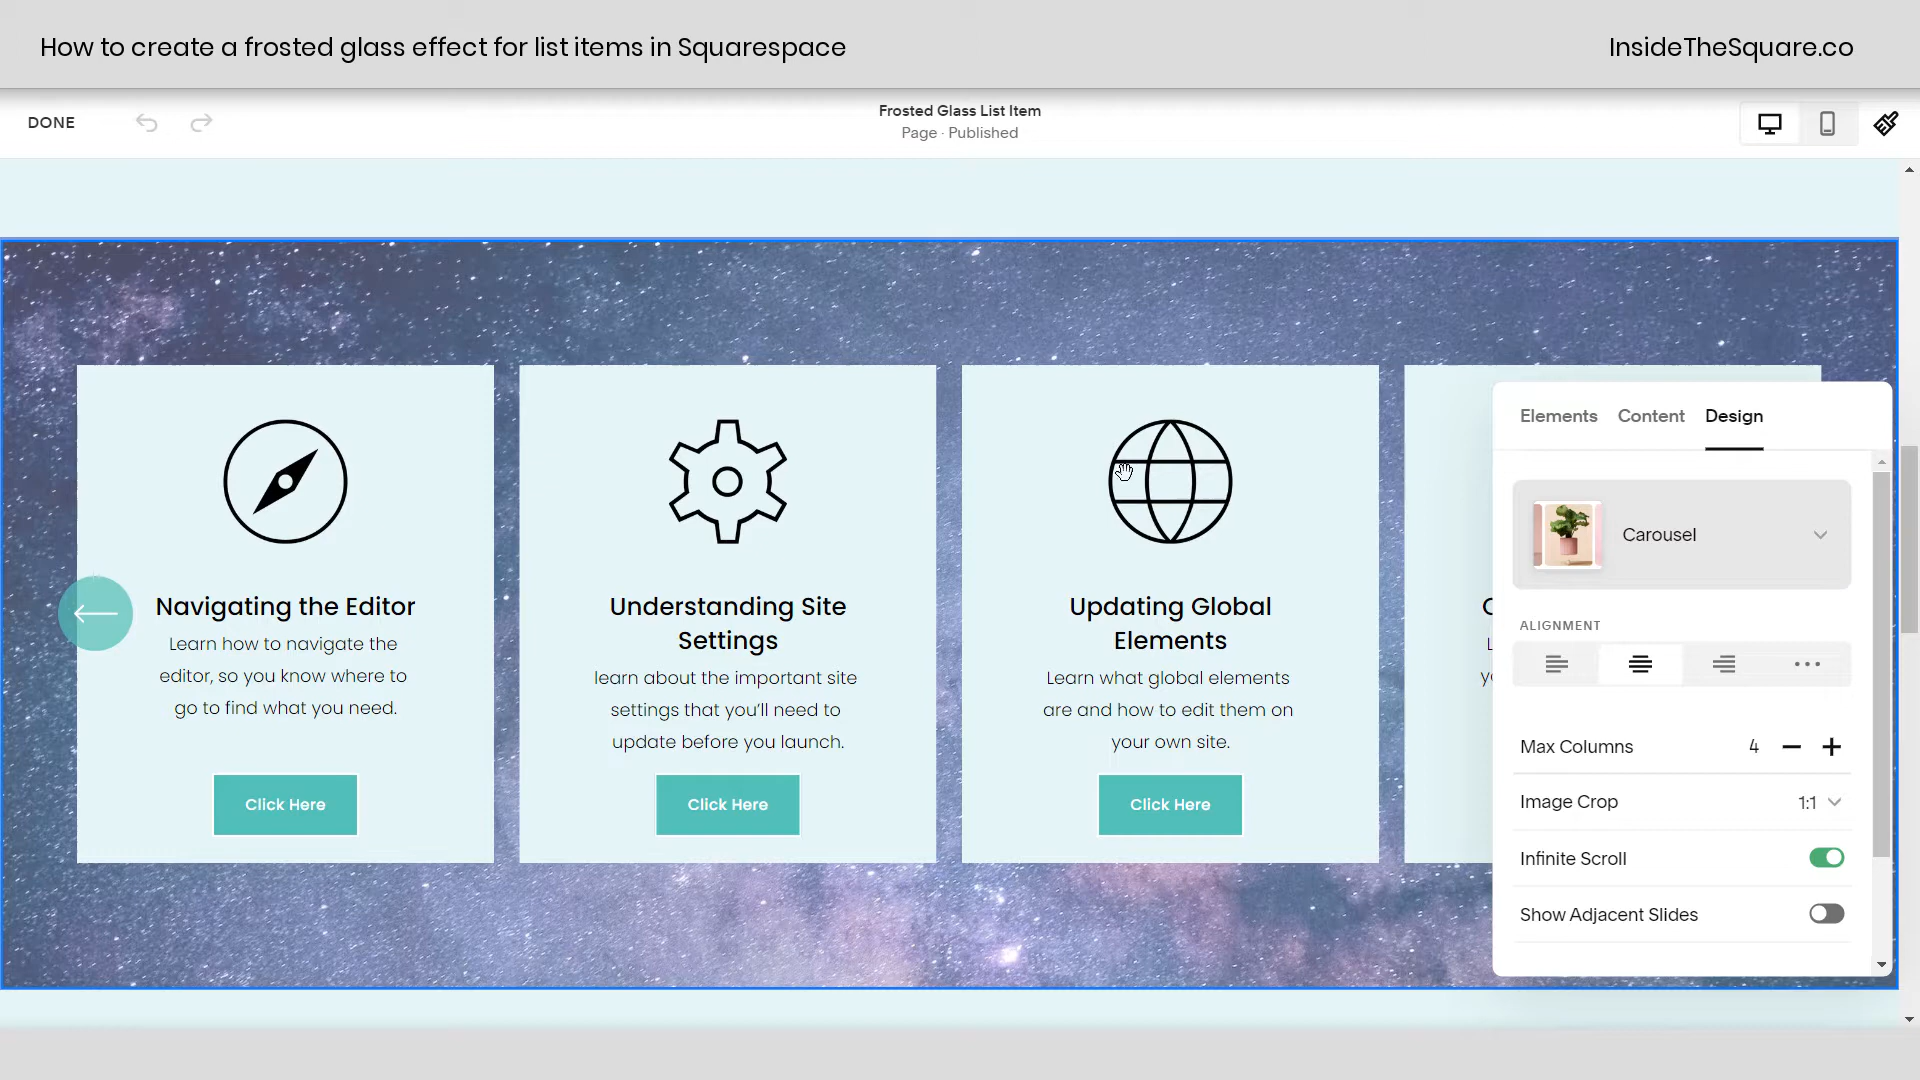 How to create a frosted glass effect for list items in Squarespace
InsideTheSquare.co
DONE
Frosted Glass List Item
Page · Published
Navigating the Editor
Learn how to navigate the
editor, so you know where to
go to find what you need.
Click Here
Understanding Site
Settings
learn about the important site
settings that you'll need to
update before you launch.
Click Here
Updating Global
Elements
Learn what global elements
are and how to edit them on
your own site.
Click Here
Elements
Content
Design
Carousel
ALIGNMENT
Max Columns
4
Image Crop
1:1
Infinite Scroll
Show Adjacent Slides